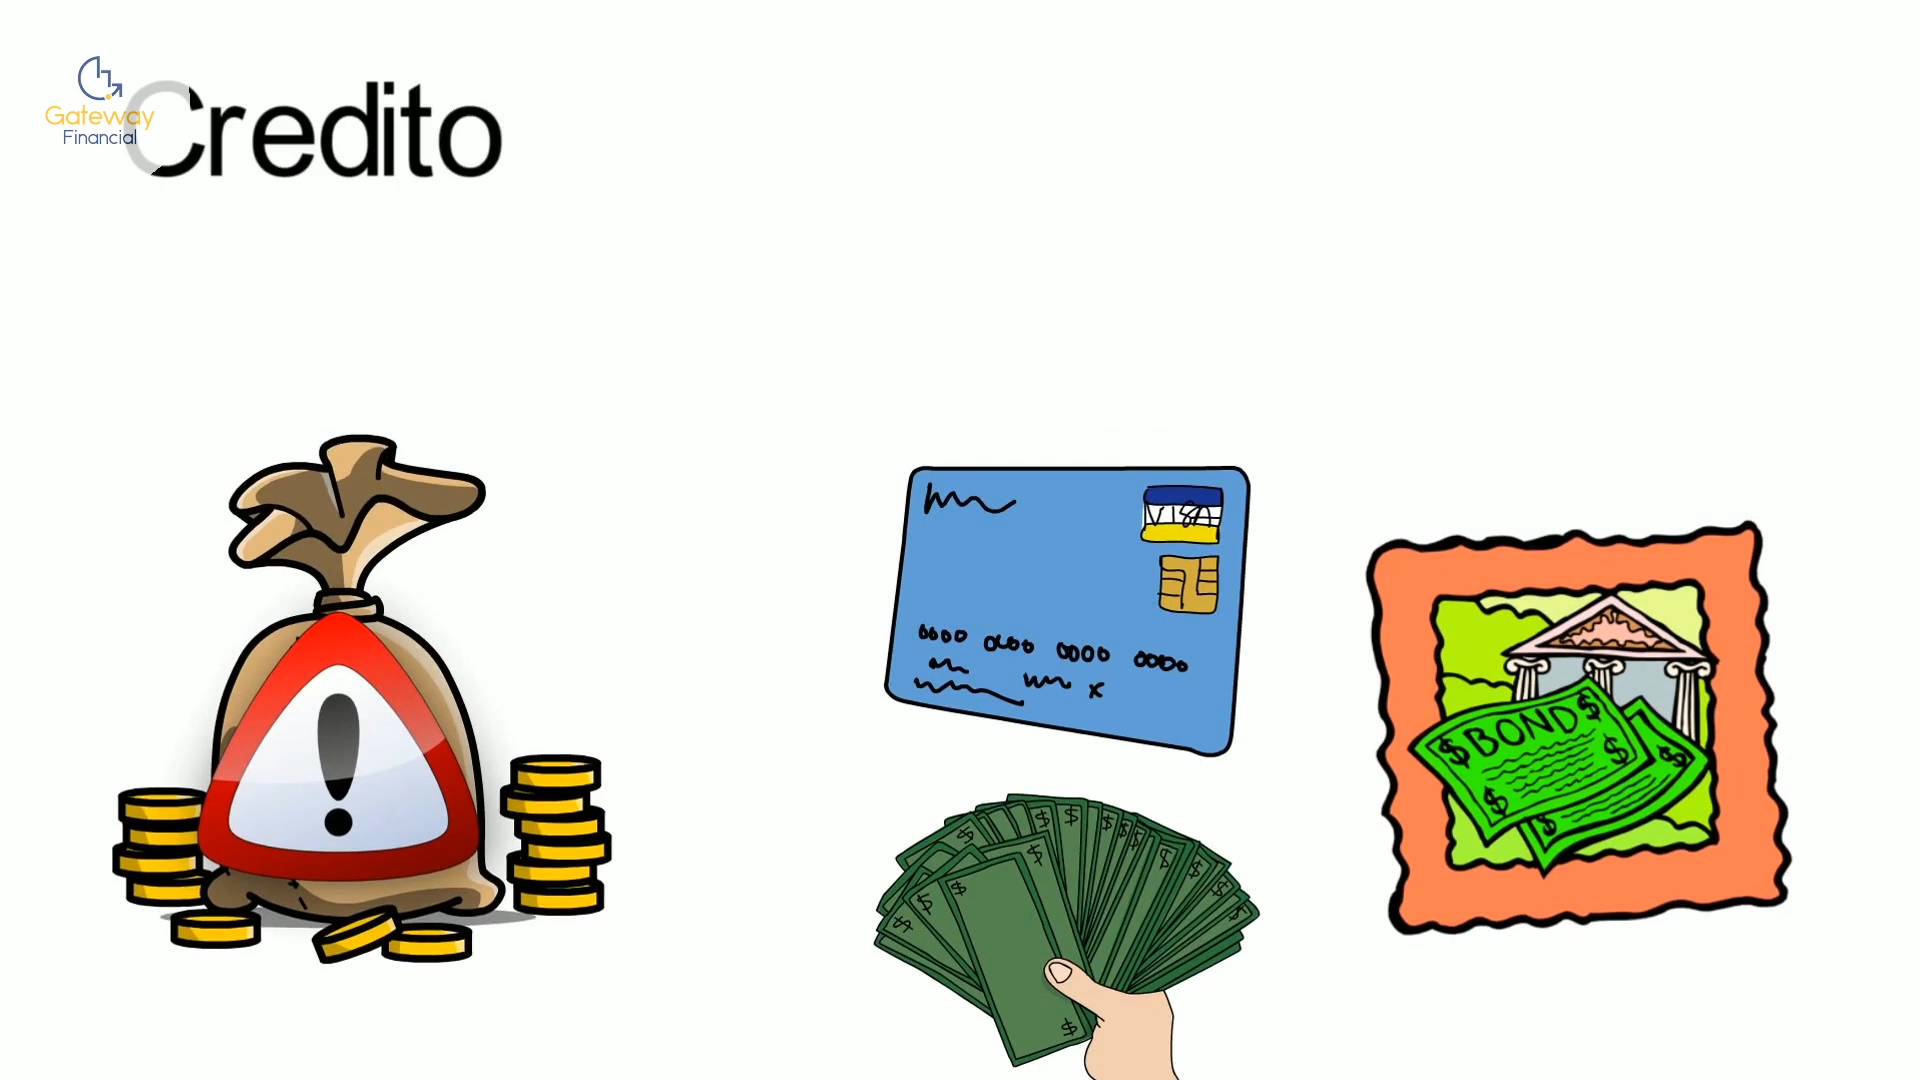 Gateway
Financial
Credito
VISA
BOND